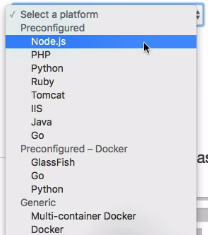 ✓ Select a platform
Preconfigured
Node.js
PHP
Python
Ruby
Tomcat
IIS
Java
Go
Preconfigured – Docker
GlassFish
Go
Python
Generic
Multi-container Docker
Docker
as